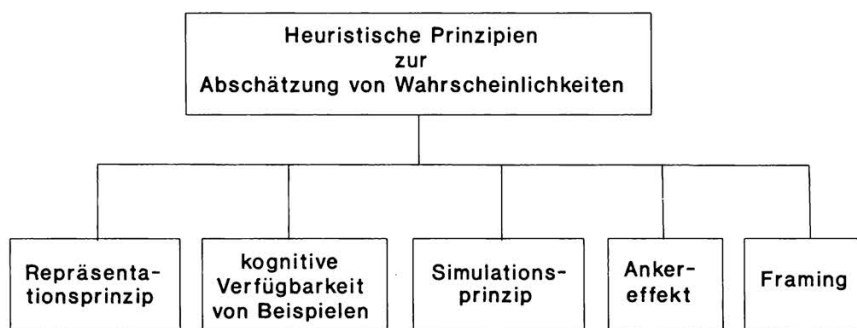 Heuristische Prinzipien
zur
Abschätzung von Wahrscheinlichkeiten
Repräsenta-
tionsprinzip
kognitive
Verfügbarkeit
von Beispielen
Simulations-
prinzip
Anker-
effekt
Framing